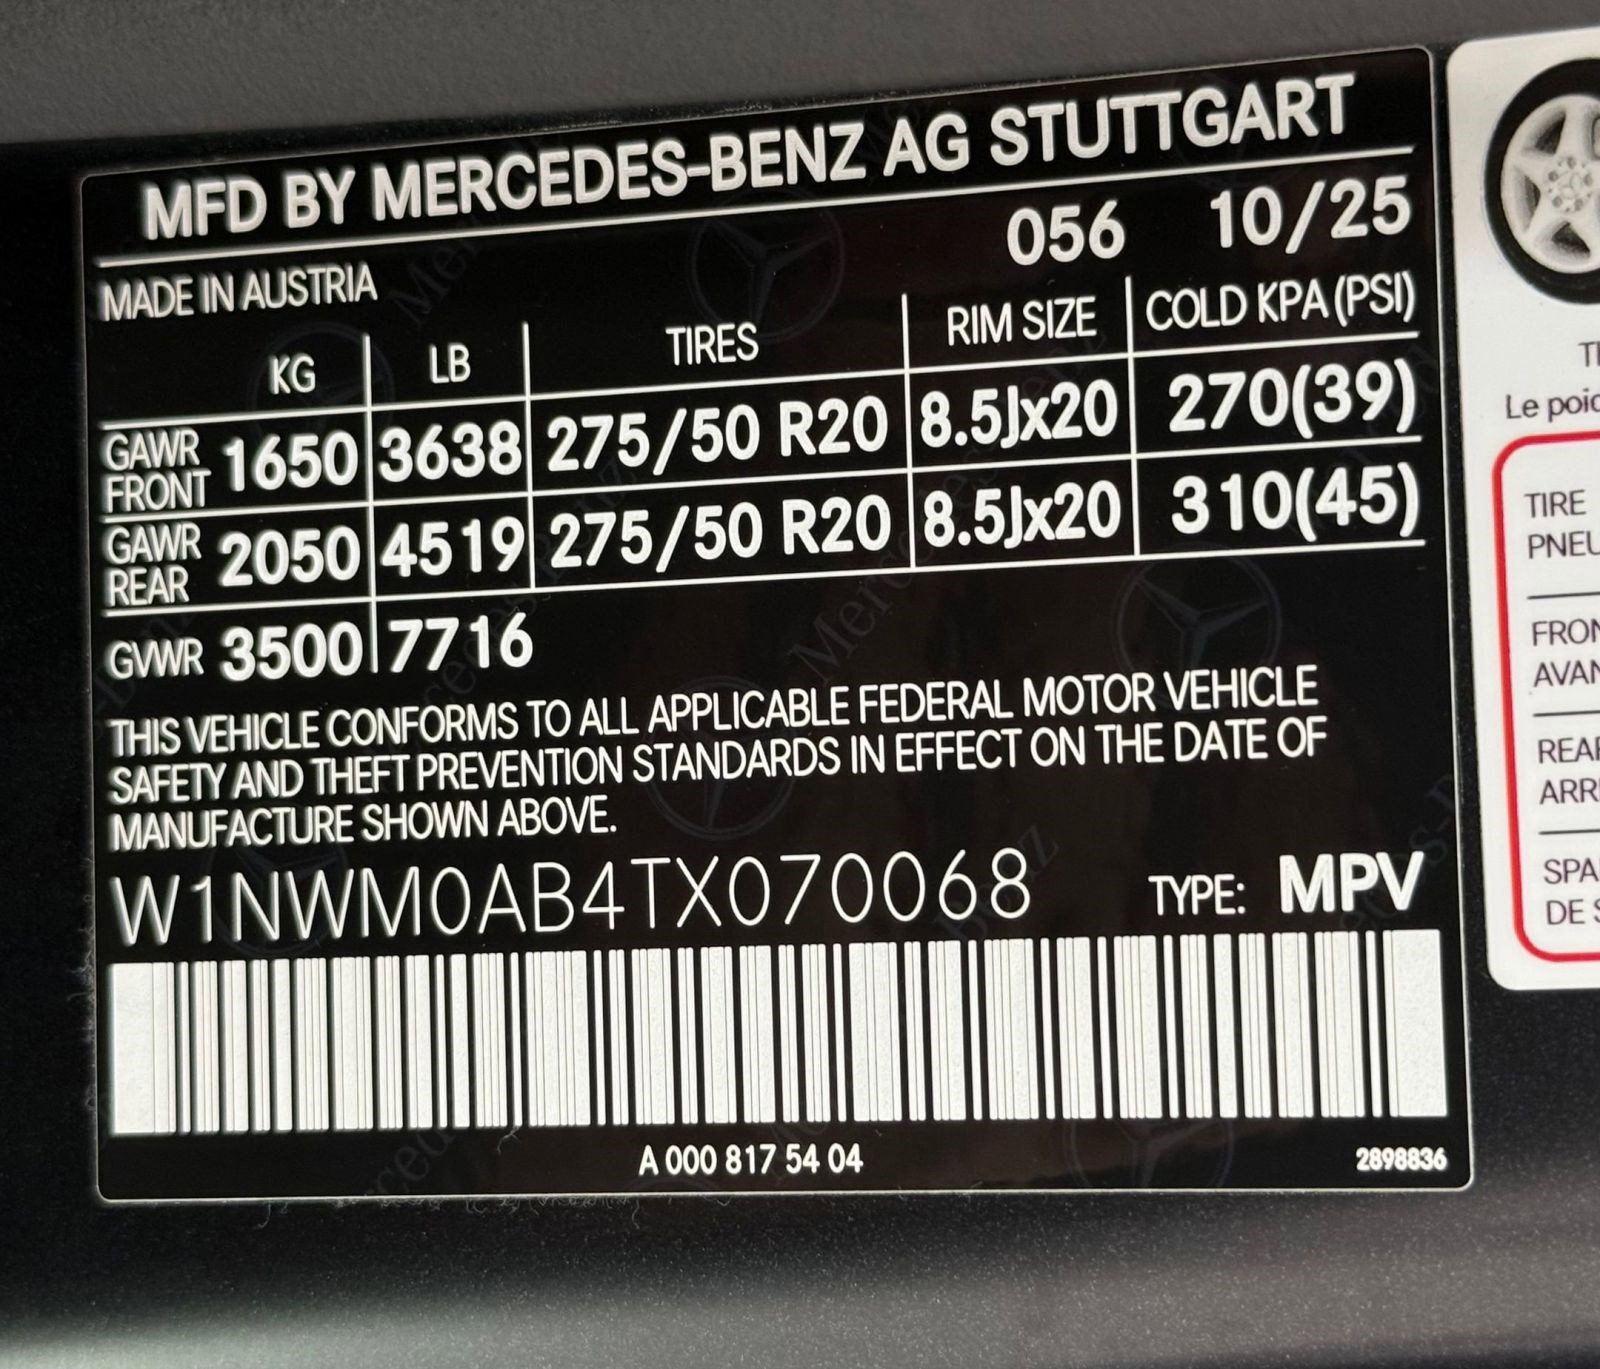 MFD BY MERCEDES-BENZ AG STUTTGART
056 10/25
MADE IN AUSTRIA
KG LB TIRES RIM SIZE COLD KPA (PSI)
GAWR FRONT 1650 3638 275/50 R20 8.5Jx20 270(39)
GAWR REAR 2050 4519 275/50 R20 8.5Jx20 310(45)
GVWR 3500 7716
THIS VEHICLE CONFORMS TO ALL APPLICABLE FEDERAL MOTOR VEHICLE
SAFETY AND THEFT PREVENTION STANDARDS IN EFFECT ON THE DATE OF
MANUFACTURE SHOWN ABOVE.
W1NWM0AB4TX070068 TYPE: MPV
A 000 817 54 04
2898836
Le
TIRE